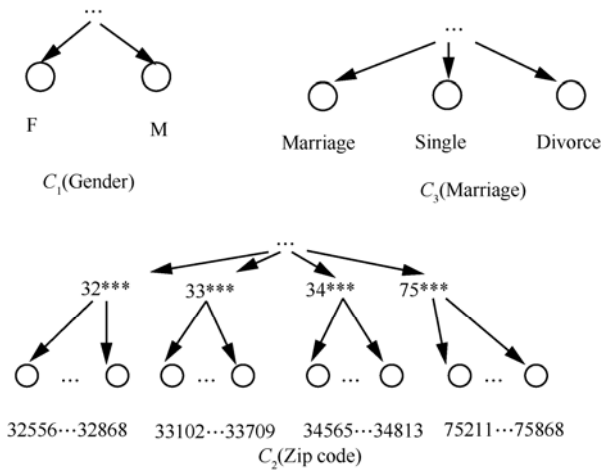 ...
...
F M
Marriage Single Divorce
C1(Gender)
C3(Marriage)
...
32*** 33*** 34*** 75***
... ... ... ...
32556···32868 33102···33709 34565···34813 75211···75868
C2(Zip code)